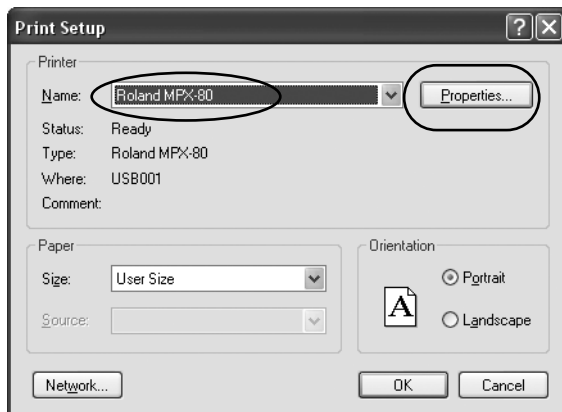 Print Setup
Printer
Name: Roland MPX-80 Properties...
Status: Ready
Type: Roland MPX-80
Where: USB001
Comment:
Paper
Size: User Size
Source:
Orientation
A
Portrait
Landscape
Network... OK Cancel